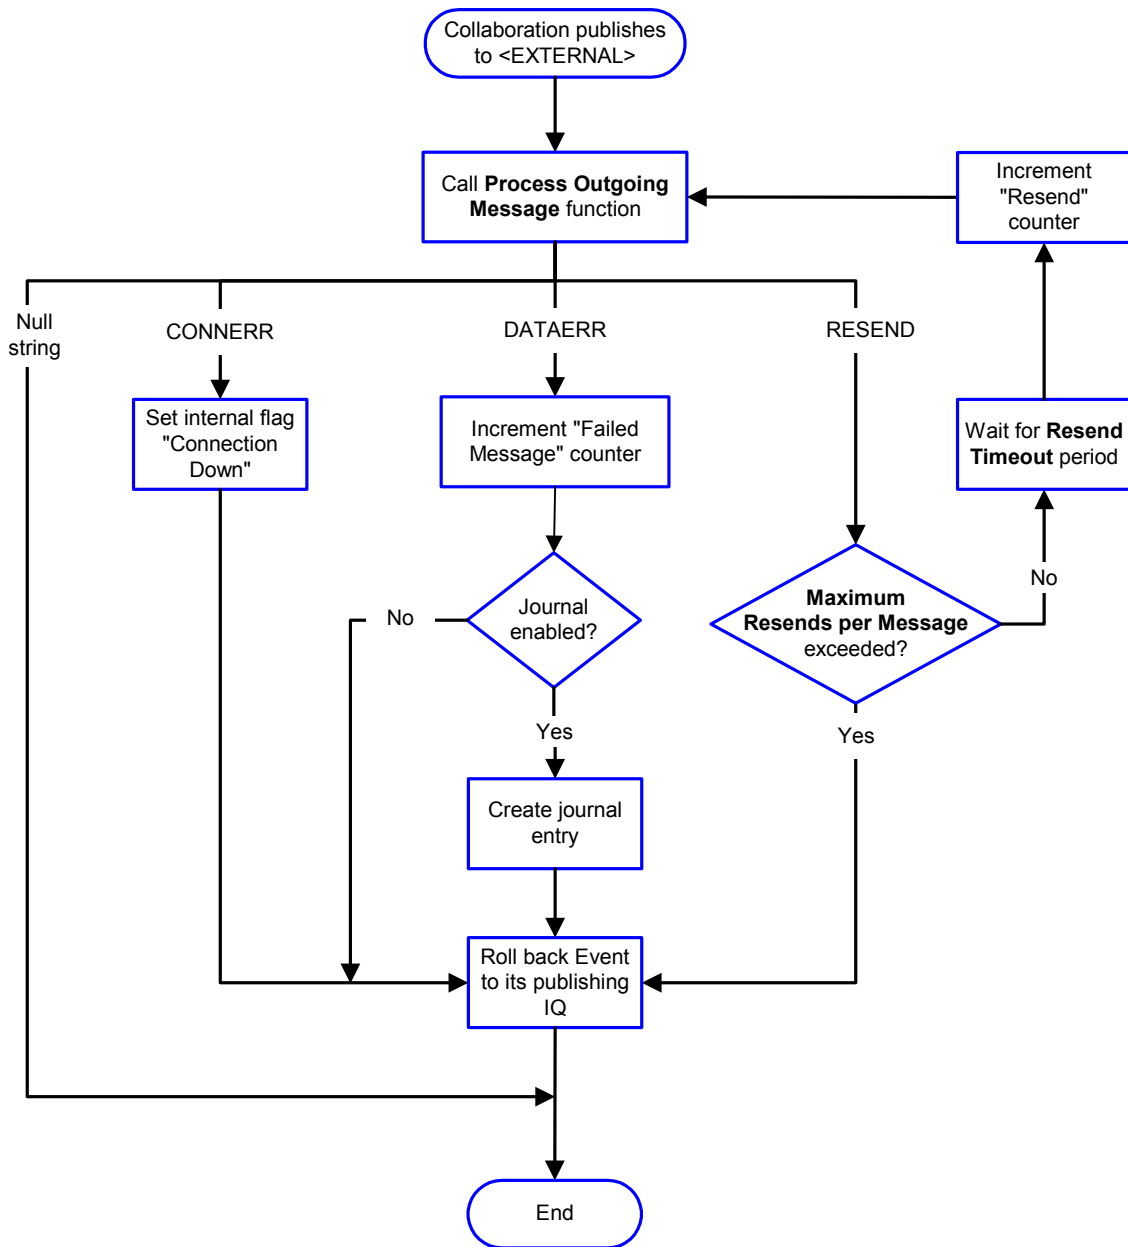 Collaboration publishes
to <EXTERNAL>
Call Process Outgoing
Message function
Increment
"Resend"
counter
Null
string
CONNERR
DATAERR
RESEND
Set internal flag
"Connection
Down"
Increment "Failed
Message" counter
Wait for Resend
Timeout period
No
Journal
enabled?
Maximum
Resends per Message
exceeded?
No
Yes
Yes
Create journal
entry
Roll back Event
to its publishing
IQ
End